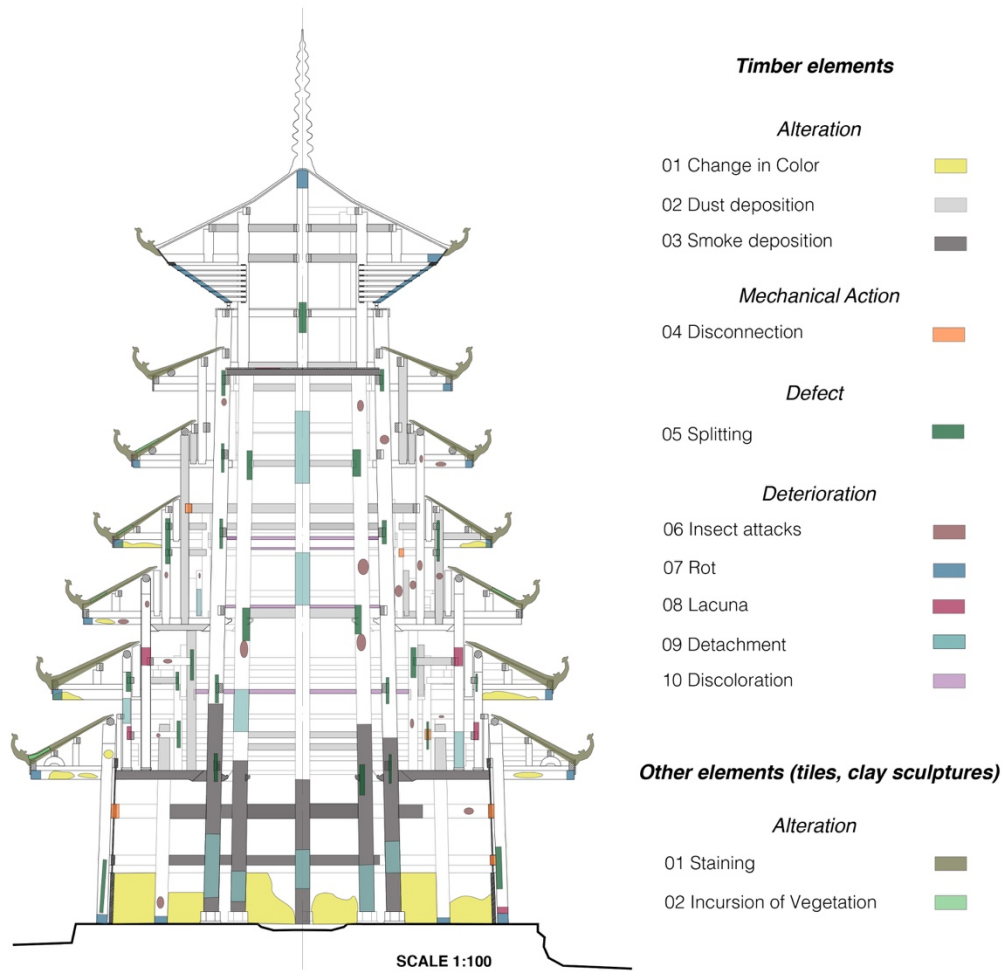 Timber elements
Alteration
01 Change in Color
02 Dust deposition
03 Smoke deposition
Mechanical Action
04 Disconnection
Defect
05 Splitting
Deterioration
06 Insect attacks
07 Rot
08 Lacuna
09 Detachment
10 Discoloration
Other elements (tiles, clay sculptures)
Alteration
01 Staining
02 Incursion of Vegetation
SCALE 1:100